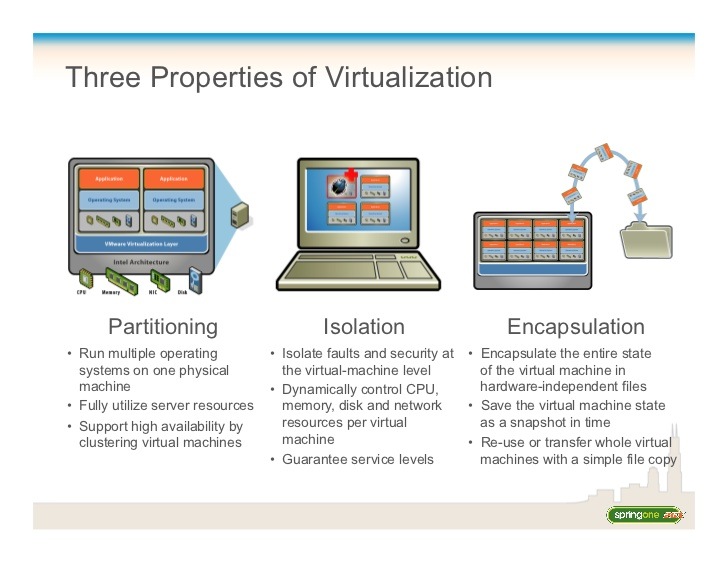 Three Properties of Virtualization
Application
Application
Operating System
Operating System
VMware Virtualization Layer
Intel Architecture
CPU
Memory
NIC
Disk
Partitioning
• Run multiple operating
systems on one physical
machine
• Fully utilize server resources
• Support high availability by
clustering virtual machines
Isolation
• Isolate faults and security at
the virtual-machine level
• Dynamically control CPU,
memory, disk and network
resources per virtual
machine
• Guarantee service levels
Encapsulation
• Encapsulate the entire state
of the virtual machine in
hardware-independent files
• Save the virtual machine state
as a snapshot in time
• Re-use or transfer whole virtual
machines with a simple file copy
springone